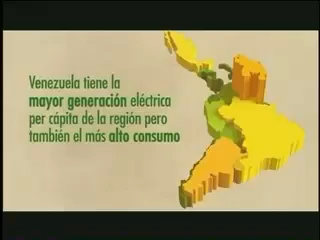 Venezuela tiene la
mayor generación eléctrica
per cápita de la región pero
también el más alto consumo